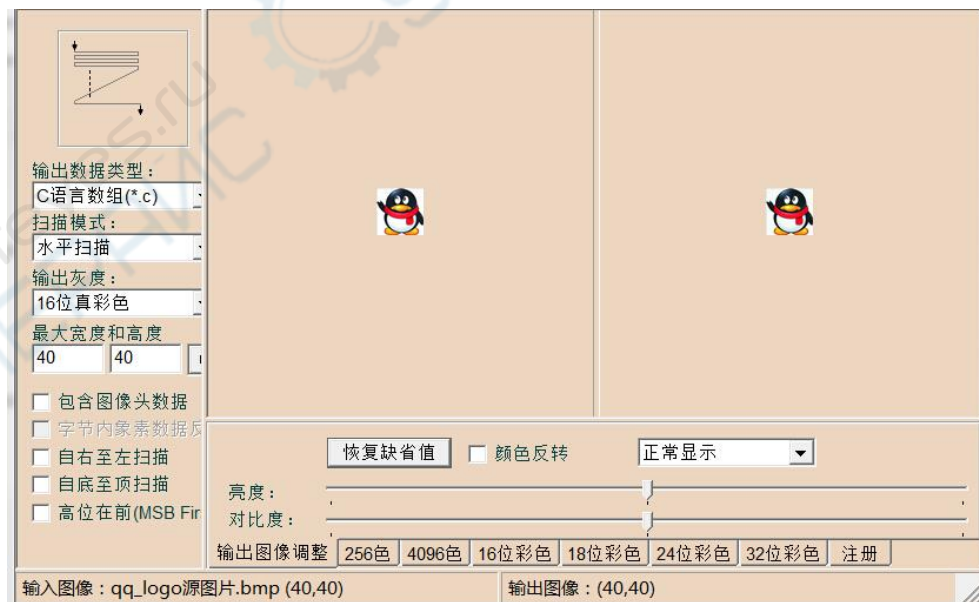 输出数据类型：
C语言数组(*.c)
扫描模式：
水平扫描
输出灰度：
16位真彩色
最大宽度和高度
40 40
包含图像头数据
字节内象素数据反
自右至左扫描
自底至顶扫描
高位在前(MSB Fir
恢复缺省值 颜色反转 正常显示
亮度：
对比度：
输出图像调整 256色 4096色 16位彩色 18位彩色 24位彩色 32位彩色 注册
输入图像：qq_logo源图片.bmp (40,40) 输出图像：(40,40)